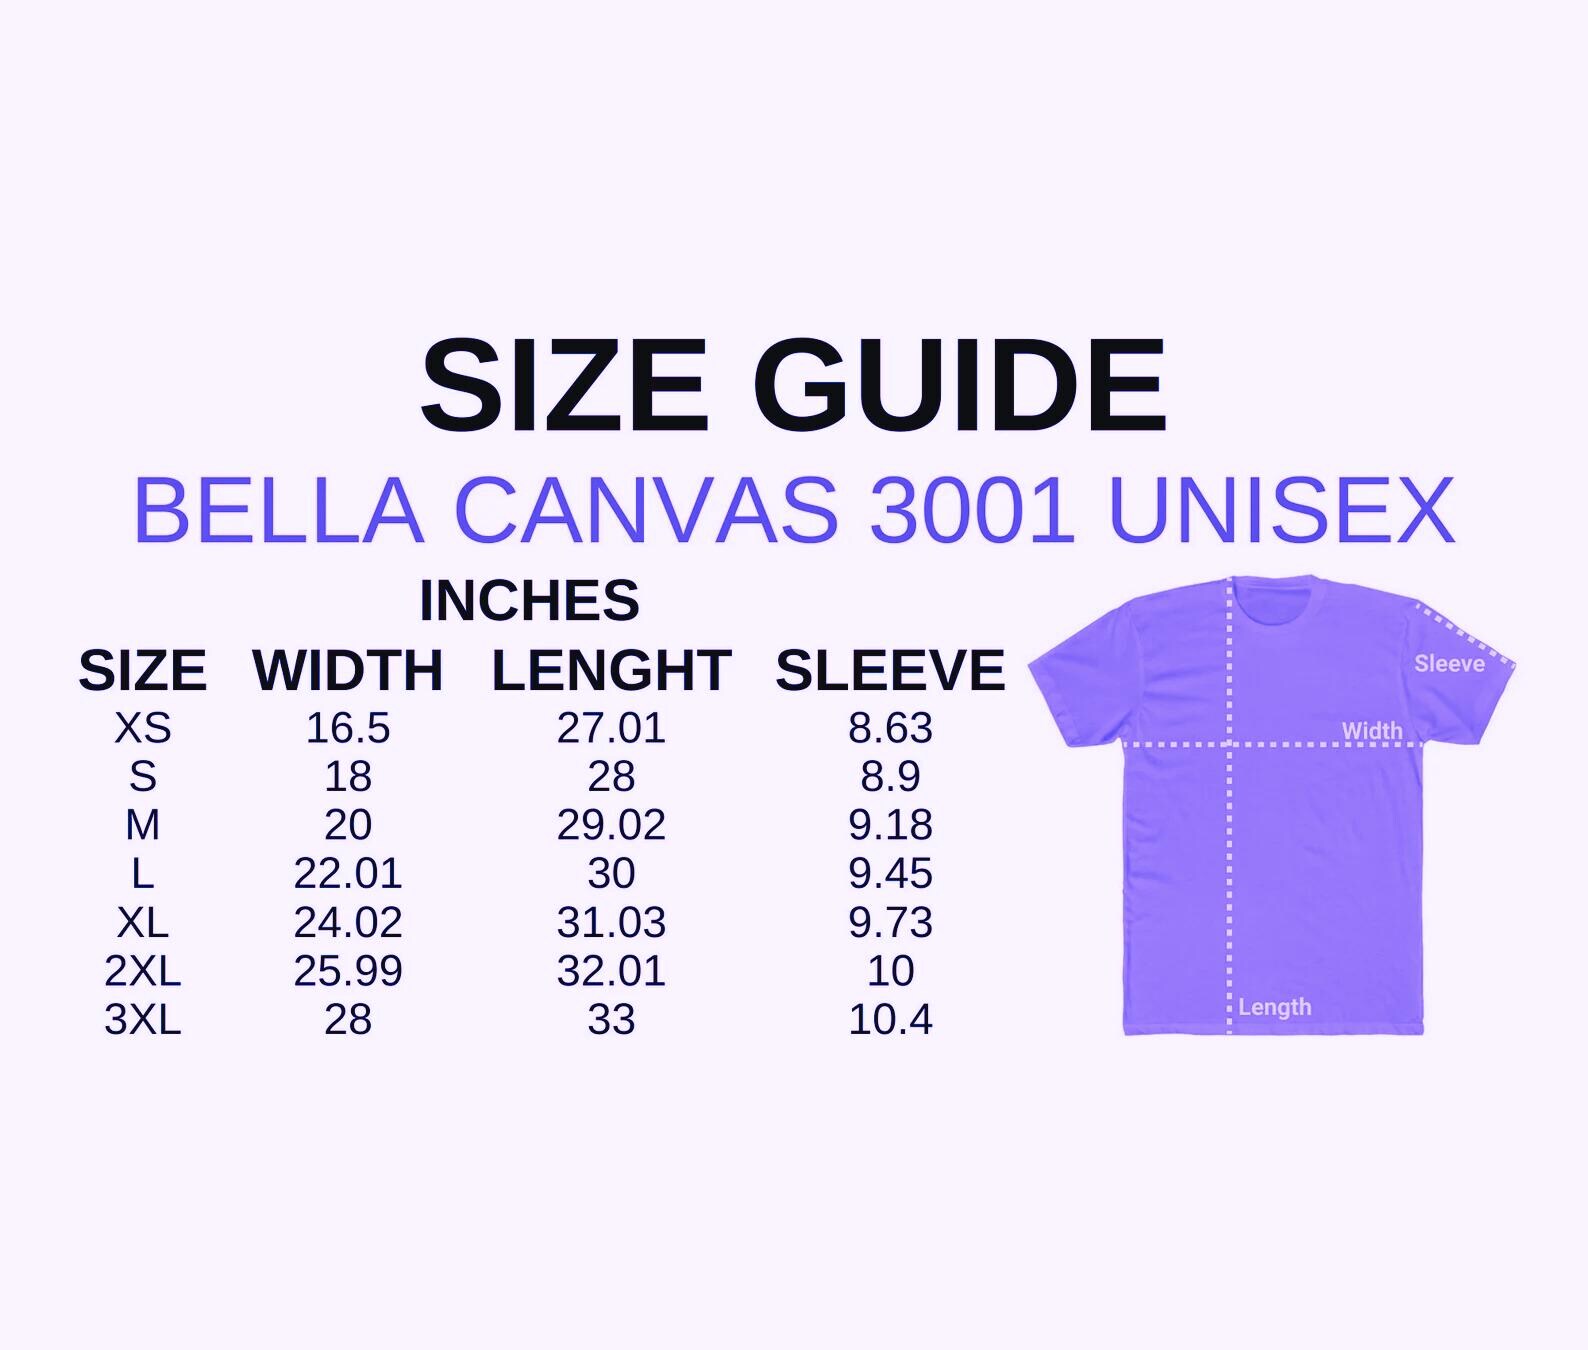 SIZE GUIDE
BELLA CANVAS 3001 UNISEX
INCHES
SIZE WIDTH LENGHT SLEEVE
XS 16.5 27.01 8.63
S 18 28 8.9
M 20 29.02 9.18
L 22.01 30 9.45
XL 24.02 31.03 9.73
2XL 25.99 32.01 10
3XL 28 33 10.4
Sleeve
Width
Length